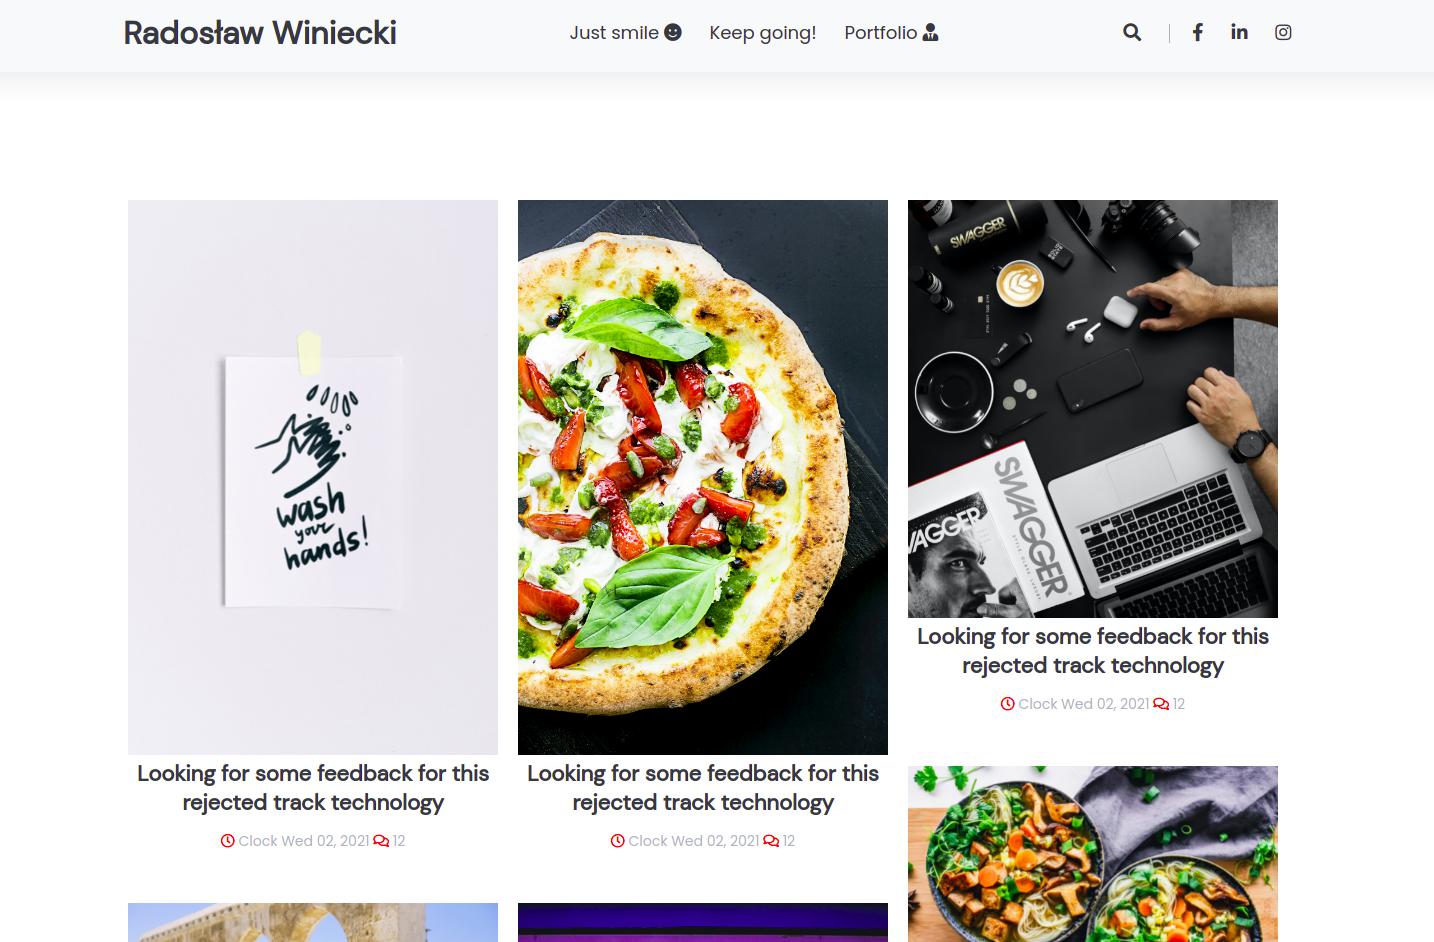 Radosław Winiecki
Just smile
Keep going!
Portfolio
wash
your
hands!
Looking for some feedback for this
rejected track technology
Clock Wed 02, 2021 12
Looking for some feedback for this
rejected track technology
Clock Wed 02, 2021 12
SWAGGER
SWAGGER
WAGGER
Looking for some feedback for this
rejected track technology
Clock Wed 02, 2021 12